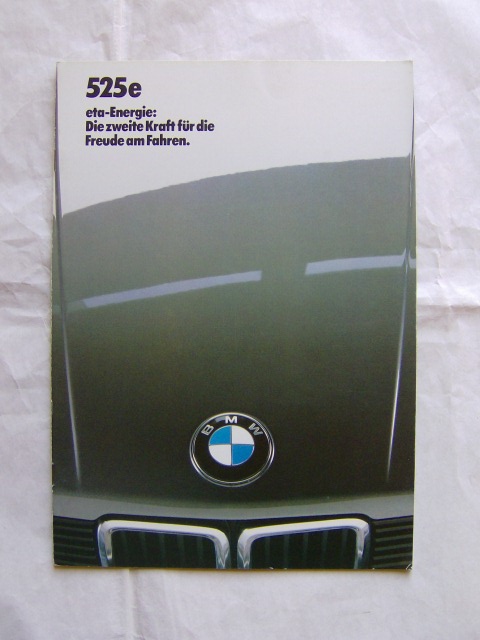 525e
eta-Energie:
Die zweite Kraft für die
Freude am Fahren.
BMW